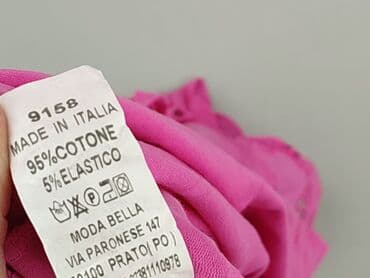 9158
MADE IN ITALIA
95%COTONE
5%ELASTICO
MODA BELLA
VIA PARONESE 147
PRATO(PO)